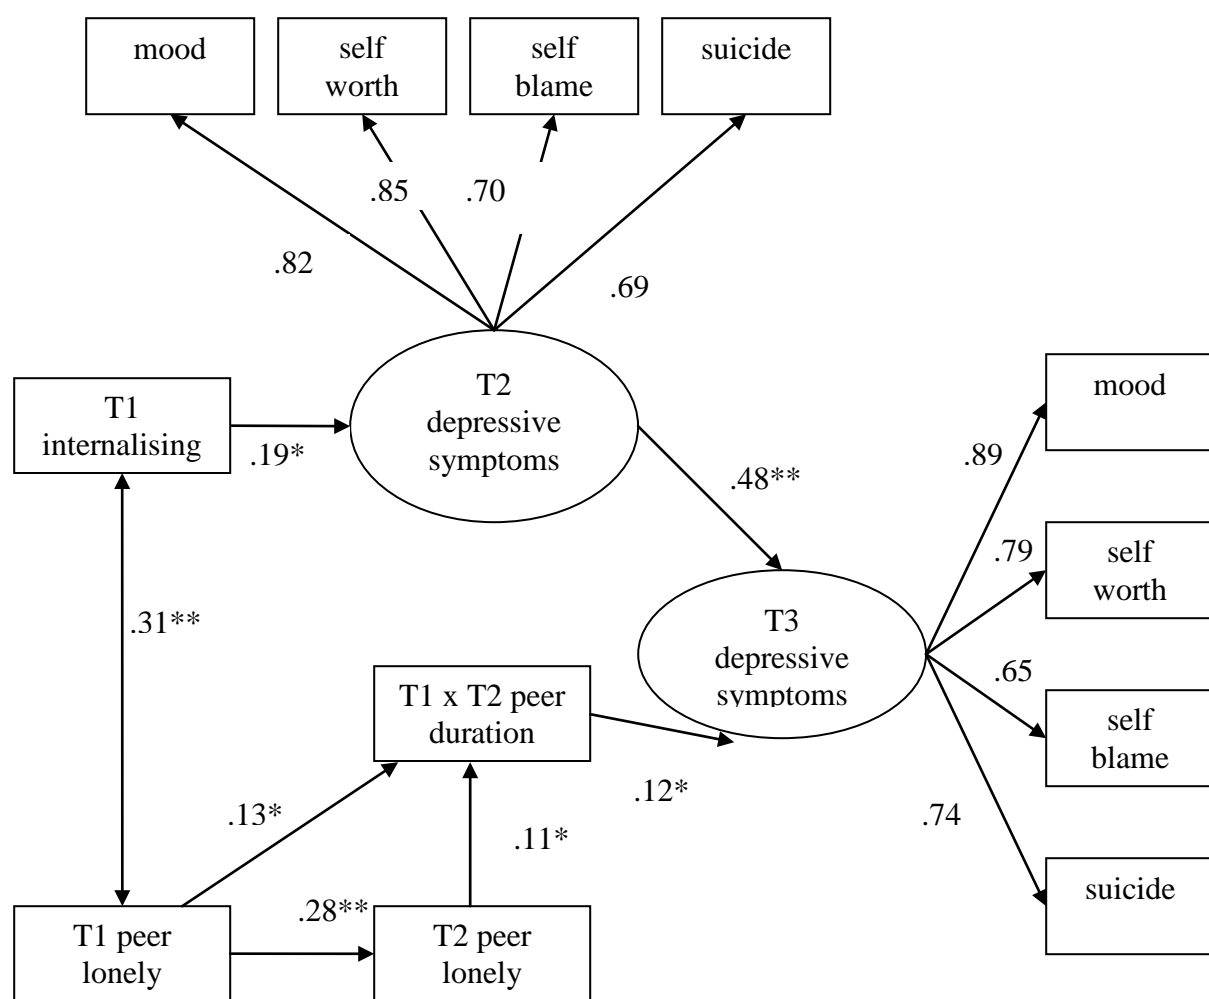 mood
self
worth
self
blame
suicide
.85
.70
.82
.69
T1
internalising
.19*
T2
depressive
symptoms
.48**
mood
.89
.79
self
worth
.31**
T3
depressive
symptoms
.65
T1 x T2 peer
duration
self
blame
.12*
.74
.13*
.11*
suicide
.28**
T1 peer
lonely
T2 peer
lonely